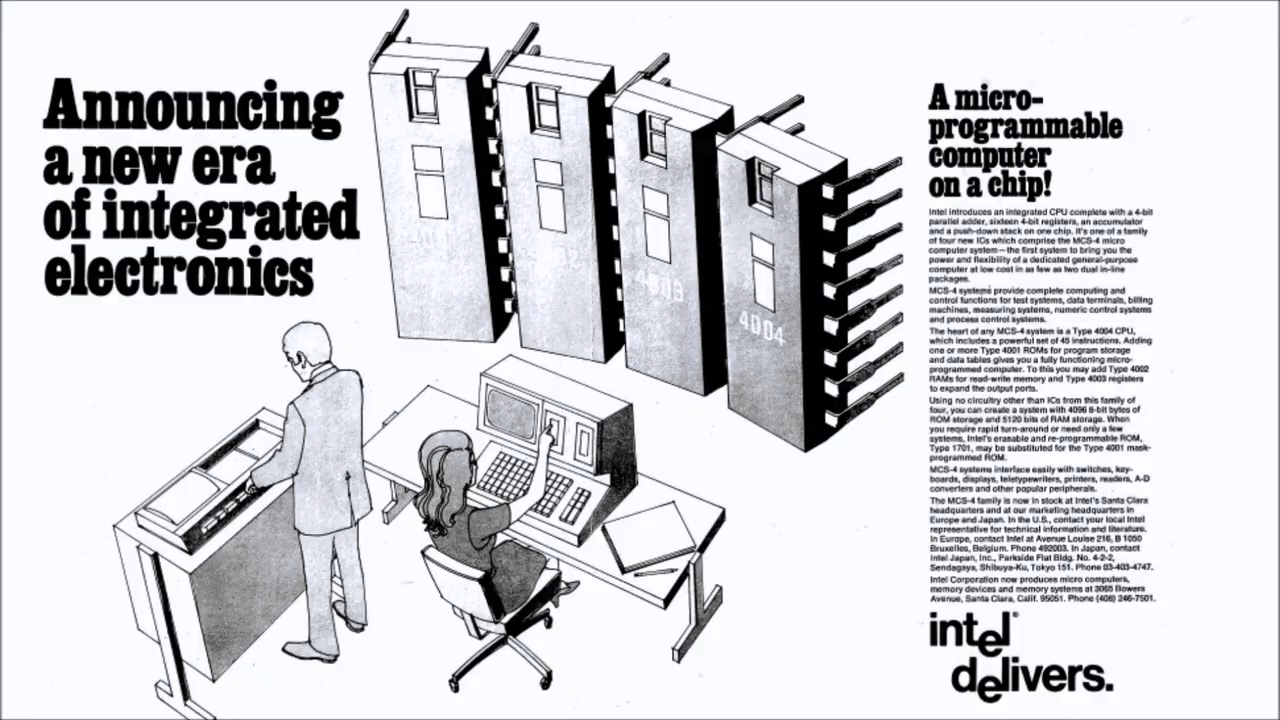 Announcing
a new era
of integrated
electronics
4003
4004
A micro-
programmable
computer
on a chip!
Intel introduces an integrated CPU complete with a 4-bit
parallel adder, sixteen 4-bit registers, an accumulator
and a push-down stack on one chip. It's one of a family
of four new ICs which comprise the MCS-4 micro
computer system—the first system to bring you the
power and flexibility of a dedicated general-purpose
computer at low cost in as few as two dual in-line
packages.
MCS-4 systems provide complete computing and
control functions for test systems, data terminals, billing
machines, measuring systems, numeric control systems
and process control systems.
The heart of any MCS-4 system is a Type 4004 CPU,
which includes a powerful set of 45 instructions. Adding
one or more Type 4001 ROMs for program storage
and data tables gives you a fully functioning micro-
programmed computer. To this you may add Type 4002
RAMs for read-write memory and Type 4003 registers
to expand the output ports.
Using no circuitry other than ICs from this family of
four, you can create a system with 4096 8-bit bytes of
ROM storage and 5120 bits of RAM storage. When
you require rapid turn-around or need only a few
systems, Intel's erasable and re-programmable ROM,
Type 1701, may be substituted for the Type 4001 mask-
programmed ROM.
MCS-4 systems interface easily with switches, key-
boards, displays, teletypewriters, printers, readers, A-D
converters and other popular peripherals.
The MCS-4 family is now in stock at Intel's Santa Clara
headquarters and at our marketing headquarters in
Europe and Japan. In the U.S., contact your local Intel
representative for technical information and literature.
In Europe, contact Intel at Avenue Louise 216, B 1050
Bruxelles, Belgium. Phone 492003. In Japan, contact
Intel Japan, Inc., Parkside Flat Bldg. No. 4-2-2,
Sendagaya, Shibuya-Ku, Tokyo 151. Phone 03-403-4747.
Intel Corporation now produces micro computers,
memory devices and memory systems at 3065 Bowers
Avenue, Santa Clara, Calif. 95051. Phone (408) 246-7501.
intel®
delivers.